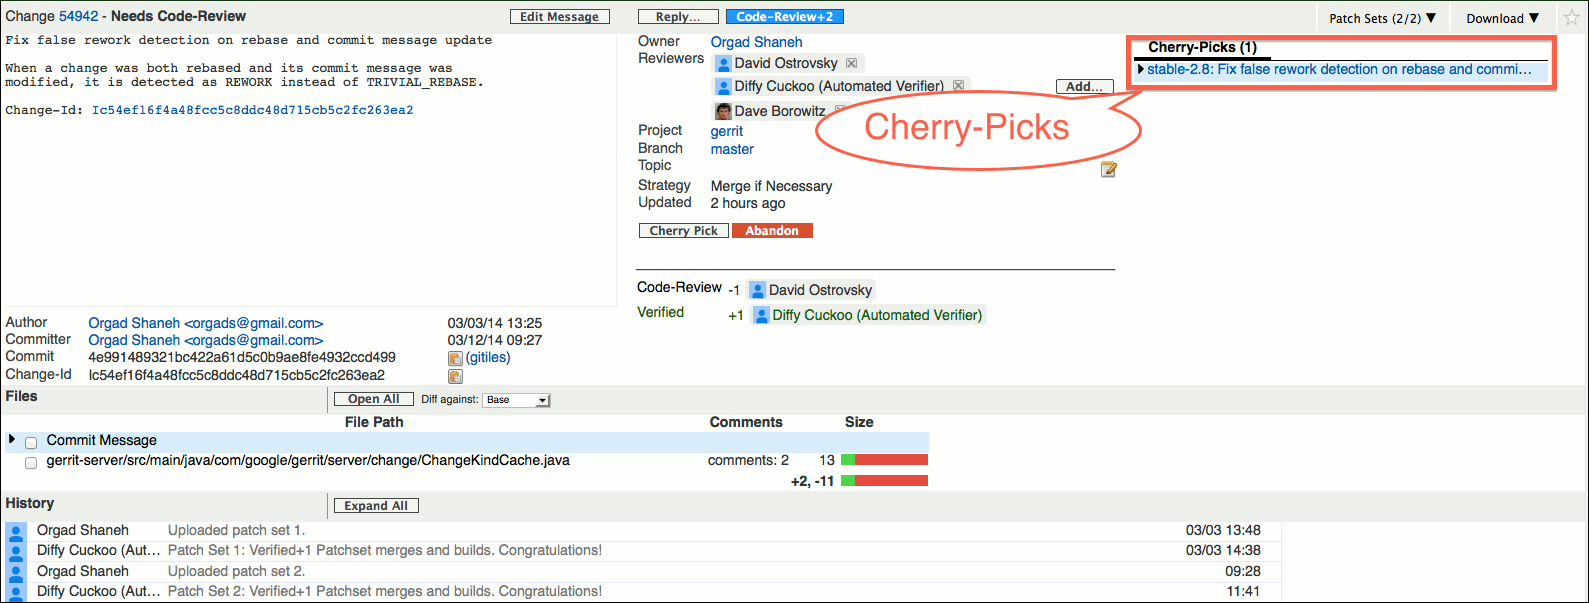 Change 54942 - Needs Code-Review
Edit Message
Reply...
Code-Review+2
Patch Sets (2/2) ▼
Download ▼
Fix false rework detection on rebase and commit message update
When a change was both rebased and its commit message was
modified, it is detected as REWORK instead of TRIVIAL_REBASE.
Change-Id: Ic54ef16f4a48fcc5c8ddc48d715cb5c2fc263ea2
Owner Orgad Shaneh
Reviewers David Ostrovsky
Diffy Cuckoo (Automated Verifier)
Add...
Dave Borowitz
Project gerrit
Branch master
Topic
Strategy Merge if Necessary
Updated 2 hours ago
Cherry Pick
Abandon
Cherry-Picks (1)
stable-2.8: Fix false rework detection on rebase and commi...
Cherry-Picks
Code-Review -1 David Ostrovsky
Verified +1 Diffy Cuckoo (Automated Verifier)
Author Orgad Shaneh <orgads@gmail.com> 03/03/14 13:25
Committer Orgad Shaneh <orgads@gmail.com> 03/12/14 09:27
Commit 4e991489321bc422a61d5c0b9ae8fe4932ccd499 (gitiles)
Change-Id Ic54ef16f4a48fcc5c8ddc48d715cb5c2fc263ea2
Files
Open All
Diff against: Base
File Path Comments Size
Commit Message
gerrit-server/src/main/java/com/google/gerrit/server/change/ChangeKindCache.java comments: 2 13
+2, -11
History
Expand All
Orgad Shaneh Uploaded patch set 1. 03/03 13:48
Diffy Cuckoo (Aut... Patch Set 1: Verified+1 Patchset merges and builds. Congratulations! 03/03 14:38
Orgad Shaneh Uploaded patch set 2. 09:28
Diffy Cuckoo (Aut... Patch Set 2: Verified+1 Patchset merges and builds. Congratulations! 11:41